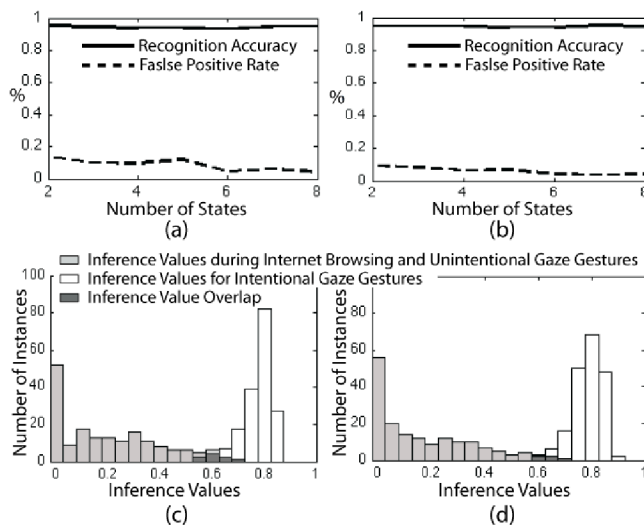 1
0.8
0.6
0.4
0.2
0
%
Recognition Accuracy
Faslse Positive Rate
2 4 6 8
Number of States
(a)
1
0.8
0.6
0.4
0.2
0
%
Recognition Accuracy
Faslse Positive Rate
2 4 6 8
Number of States
(b)
Inference Values during Internet Browsing and Unintentional Gaze Gestures
Inference Values for Intentional Gaze Gestures
Inference Value Overlap
100
80
60
40
20
0
Number of Instances
0 0.2 0.4 0.6 0.8 1
Inference Values
(c)
80
60
40
20
0
Number of Instances
0 0.2 0.4 0.6 0.8 1
Inference Values
(d)